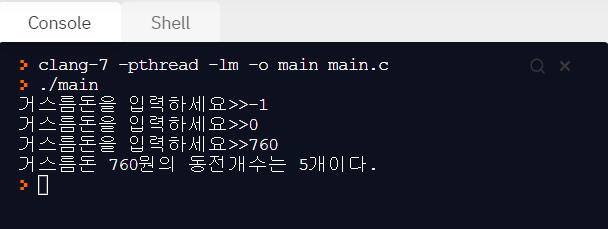 Console Shell
> clang-7 -pthread -lm -o main main.c
> ./main
거스름돈을 입력하세요>>-1
거스름돈을 입력하세요>>0
거스름돈을 입력하세요>>760
거스름돈 760원의 동전개수는 5개이다.
>